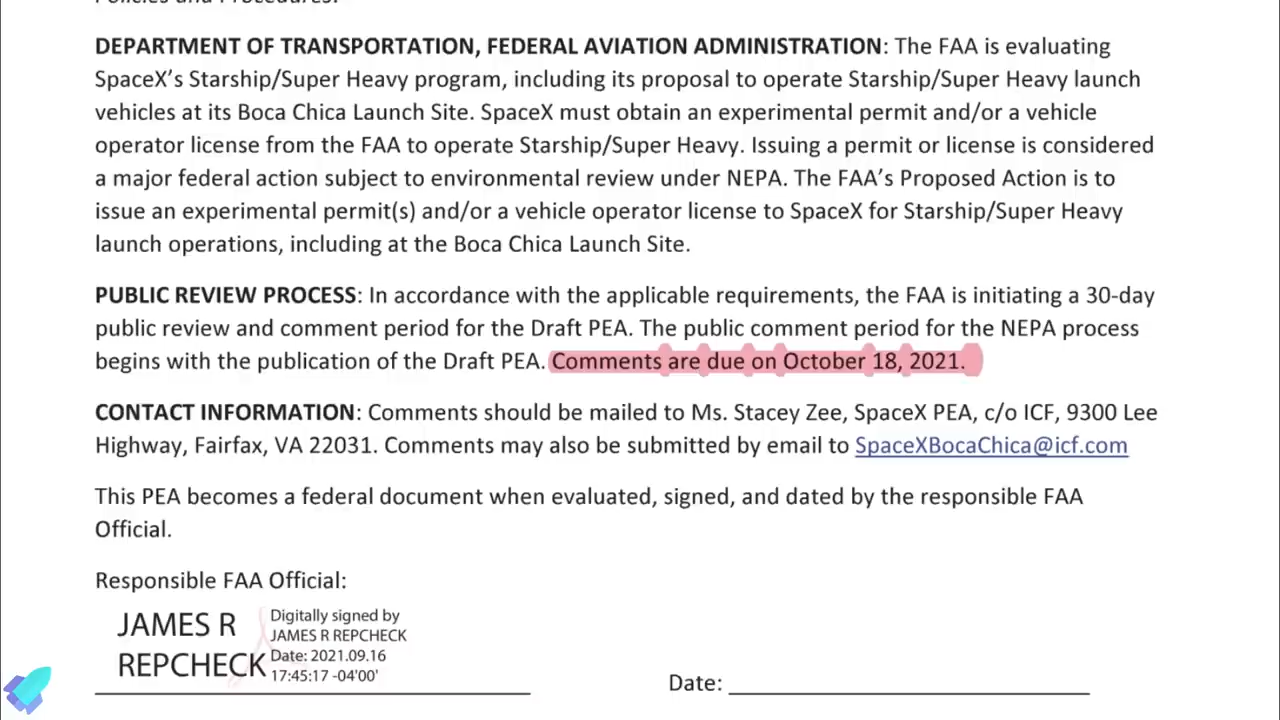 Policies and Procedures.
DEPARTMENT OF TRANSPORTATION, FEDERAL AVIATION ADMINISTRATION: The FAA is evaluating
SpaceX’s Starship/Super Heavy program, including its proposal to operate Starship/Super Heavy launch
vehicles at its Boca Chica Launch Site. SpaceX must obtain an experimental permit and/or a vehicle
operator license from the FAA to operate Starship/Super Heavy. Issuing a permit or license is considered
a major federal action subject to environmental review under NEPA. The FAA’s Proposed Action is to
issue an experimental permit(s) and/or a vehicle operator license to SpaceX for Starship/Super Heavy
launch operations, including at the Boca Chica Launch Site.
PUBLIC REVIEW PROCESS: In accordance with the applicable requirements, the FAA is initiating a 30-day
public review and comment period for the Draft PEA. The public comment period for the NEPA process
begins with the publication of the Draft PEA. Comments are due on October 18, 2021.
CONTACT INFORMATION: Comments should be mailed to Ms. Stacey Zee, SpaceX PEA, c/o ICF, 9300 Lee
Highway, Fairfax, VA 22031. Comments may also be submitted by email to SpaceXBocaChica@icf.com
This PEA becomes a federal document when evaluated, signed, and dated by the responsible FAA
Official.
Responsible FAA Official:
JAMES R
REPCHECK
Digitally signed by
JAMES R REPCHECK
Date: 2021.09.16
17:45:17 -04'00'
Date: